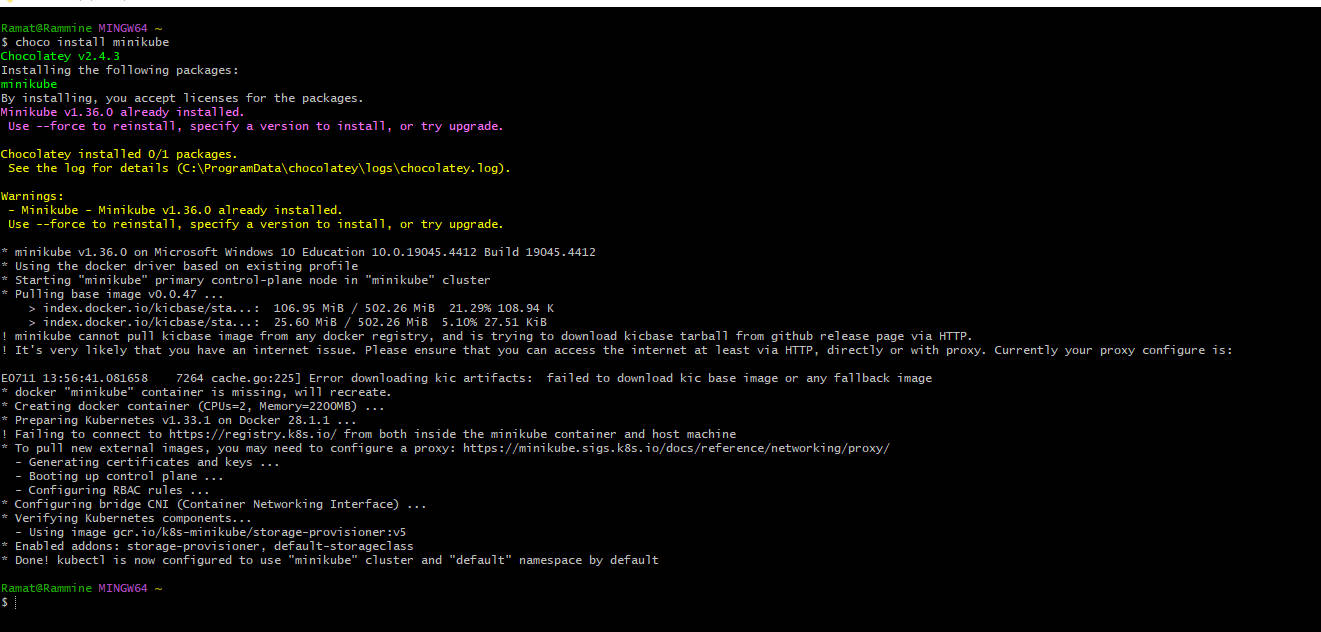 Ramat@Rammine MINGW64 ~
$ choco install minikube
Chocolatey v2.4.3
Installing the following packages:
minikube
By installing, you accept licenses for the packages.
Minikube v1.36.0 already installed.
 Use --force to reinstall, specify a version to install, or try upgrade.
Chocolatey installed 0/1 packages.
 See the log for details (C:\ProgramData\chocolatey\logs\chocolatey.log).
Warnings:
 - Minikube - Minikube v1.36.0 already installed.
 Use --force to reinstall, specify a version to install, or try upgrade.
* minikube v1.36.0 on Microsoft Windows 10 Education 10.0.19045.4412 Build 19045.4412
* Using the docker driver based on existing profile
* Starting "minikube" primary control-plane node in "minikube" cluster
* Pulling base image v0.0.47 ...
    > index.docker.io/kicbase/sta...:  106.95 MiB / 502.26 MiB  21.29% 108.94 K
    > index.docker.io/kicbase/sta...:  25.60 MiB / 502.26 MiB  5.10% 27.51 KiB
! minikube cannot pull kicbase image from any docker registry, and is trying to download kicbase tarball from github release page via HTTP.
! It's very likely that you have an internet issue. Please ensure that you can access the internet at least via HTTP, directly or with proxy. Currently your proxy configure is:
E0711 13:56:41.081658    7264 cache.go:225] Error downloading kic artifacts:  failed to download kic base image or any fallback image
* docker "minikube" container is missing, will recreate.
* Creating docker container (CPUs=2, Memory=2200MB) ...
* Preparing Kubernetes v1.33.1 on Docker 28.1.1 ...
! Failing to connect to https://registry.k8s.io/ from both inside the minikube container and host machine
* To pull new external images, you may need to configure a proxy: https://minikube.sigs.k8s.io/docs/reference/networking/proxy/
  - Generating certificates and keys ...
  - Booting up control plane ...
  - Configuring RBAC rules ...
* Configuring bridge CNI (Container Networking Interface) ...
* Verifying Kubernetes components...
  - Using image gcr.io/k8s-minikube/storage-provisioner:v5
* Enabled addons: storage-provisioner, default-storageclass
* Done! kubectl is now configured to use "minikube" cluster and "default" namespace by default
Ramat@Rammine MINGW64 ~
$